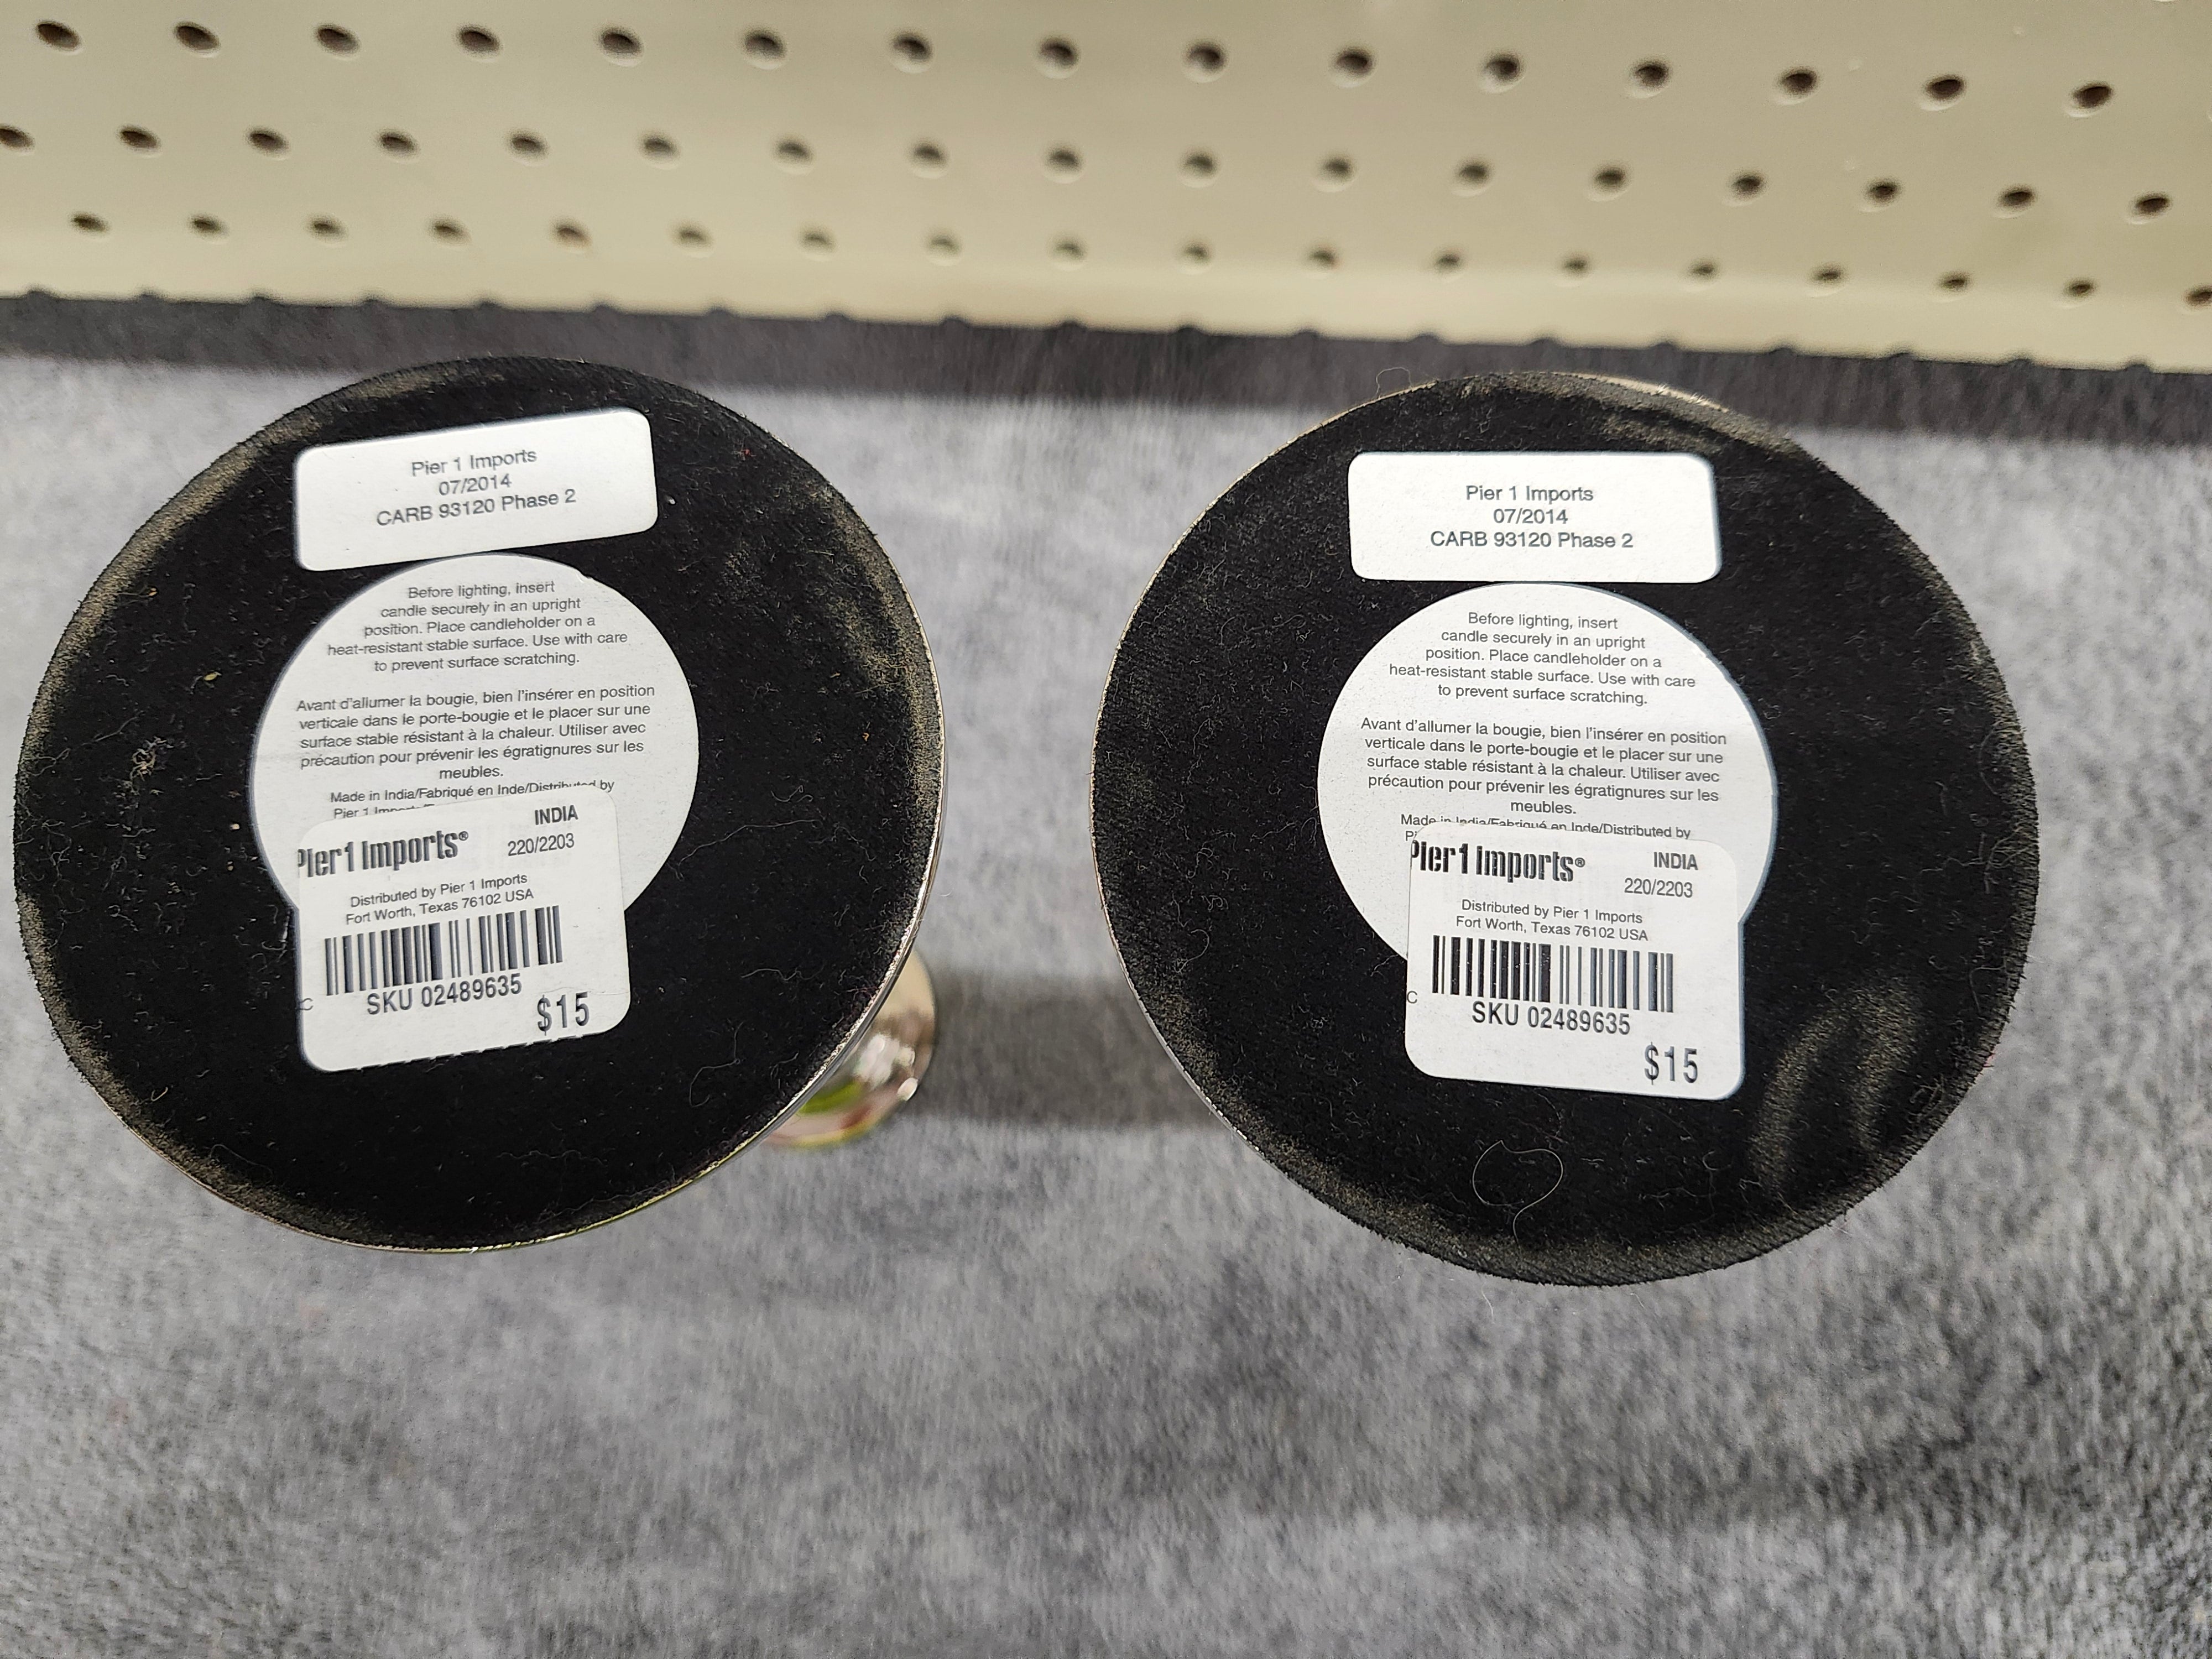 Pier 1 Imports
07/2014
CARB 93120 Phase 2
Before lighting, insert
candle securely in an upright
position. Place candleholder on a
heat-resistant stable surface. Use with care
to prevent surface scratching.
Avant d'allumer la bougie, bien l'insérer en position
verticale dans le porte-bougie et le placer sur une
surface stable résistant à la chaleur. Utiliser avec
précaution pour prévenir les égratignures sur les
meubles.
Made in India/Fabriqué en Inde/Distributed by
Pier 1
INDIA
Pier 1 imports®
220/2203
Distributed by Pier 1 Imports
Fort Worth, Texas 76102 USA
C
SKU 02489635
$15
Pier 1 Imports
07/2014
CARB 93120 Phase 2
Before lighting, insert
candle securely in an upright
position. Place candleholder on a
heat-resistant stable surface. Use with care
to prevent surface scratching.
Avant d'allumer la bougie, bien l'insérer en position
verticale dans le porte-bougie et le placer sur une
surface stable résistant à la chaleur. Utiliser avec
précaution pour prévenir les égratignures sur les
meubles.
Made in India/Fabriqué en Inde/Distributed by
INDIA
Pier 1 imports®
220/2203
Distributed by Pier 1 Imports
Fort Worth, Texas 76102 USA
C
SKU 02489635
$15